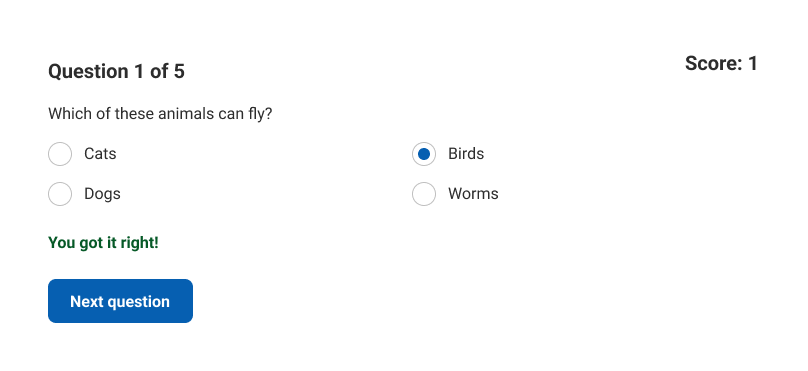 Score: 1
Question 1 of 5
Which of these animals can fly?
Cats
Birds
Dogs
Worms
You got it right!
Next question